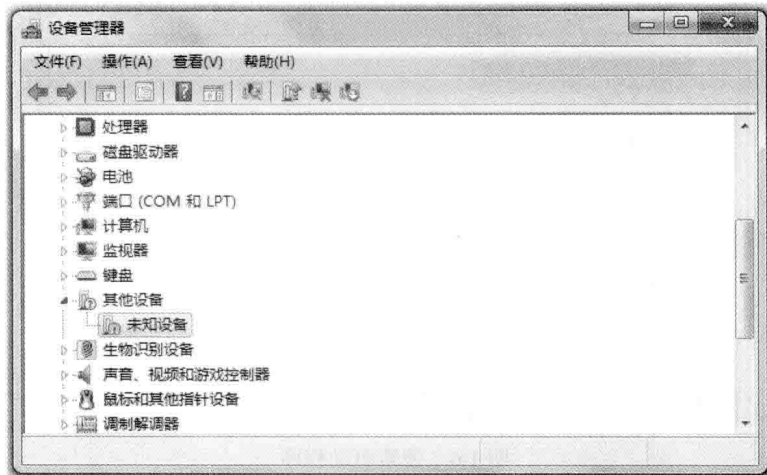 设备管理器
文件(F) 操作(A) 查看(V) 帮助(H)
处理器
磁盘驱动器
电池
端口 (COM 和 LPT)
计算机
监视器
键盘
其他设备
未知设备
生物识别设备
声音、视频和游戏控制器
鼠标和其他指针设备
调制解调器